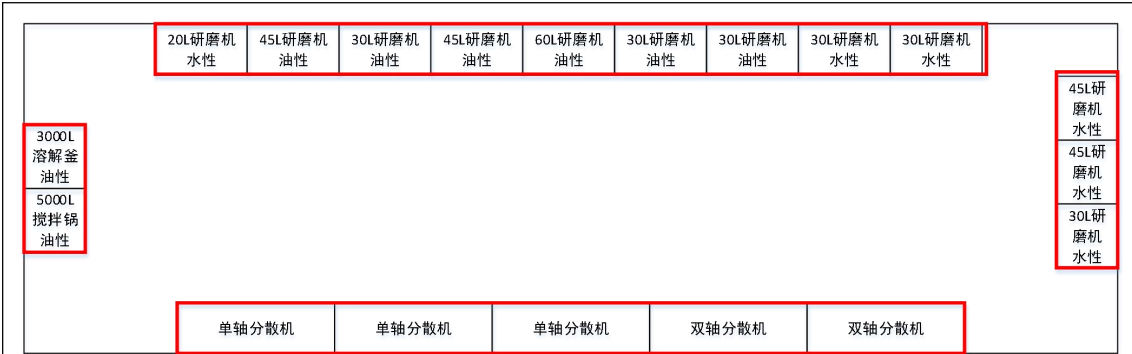 20L研磨机
水性
45L研磨机
油性
30L研磨机
油性
45L研磨机
油性
60L研磨机
油性
30L研磨机
油性
30L研磨机
油性
30L研磨机
水性
30L研磨机
水性
3000L
溶解釜
油性
5000L
搅拌锅
油性
45L研
磨机
水性
45L研
磨机
水性
30L研
磨机
水性
单轴分散机
单轴分散机
单轴分散机
双轴分散机
双轴分散机